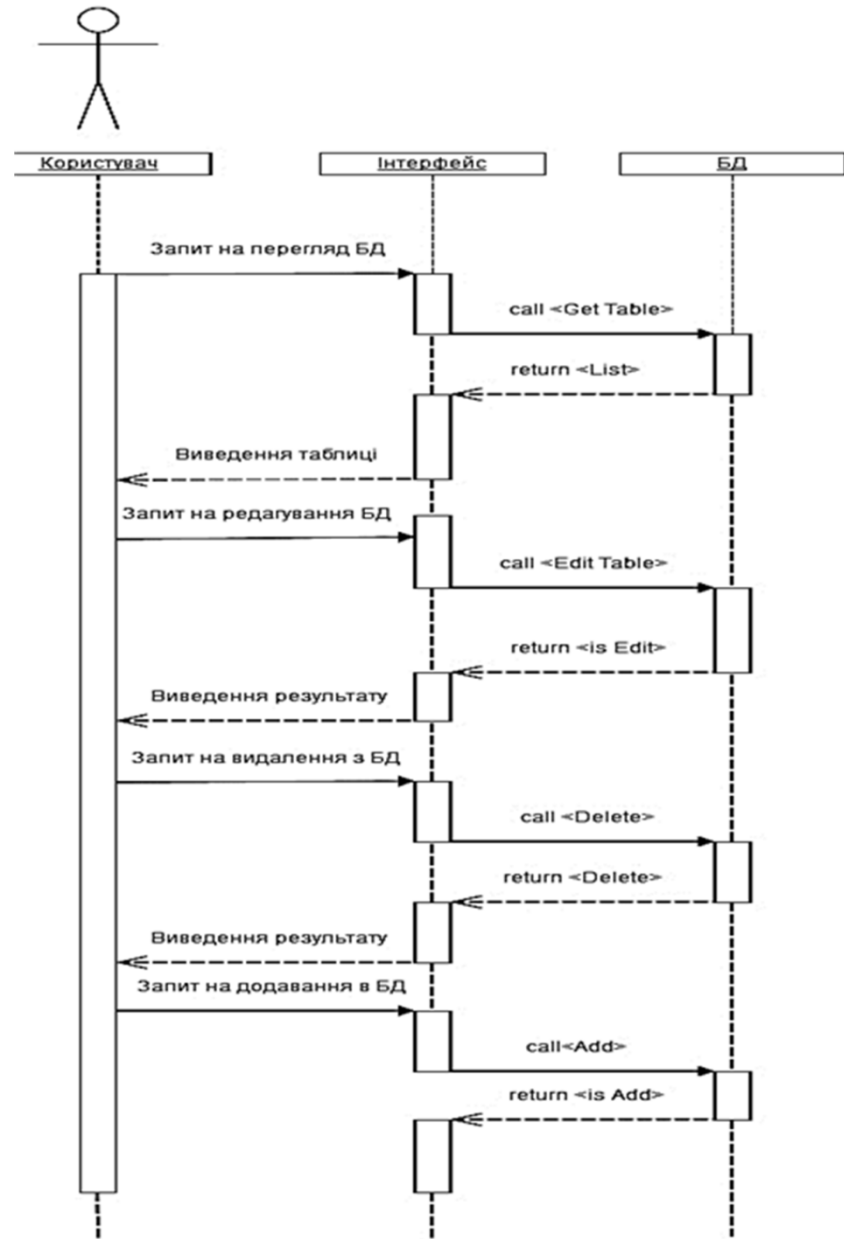 Користувач
Інтерфейс
БД
Запит на перегляд БД
call <Get Table>
return <List>
Виведення таблиці
Запит на редагування БД
call <Edit Table>
return <is Edit>
Виведення результату
Запит на видалення з БД
call <Delete>
return <Delete>
Виведення результату
Запит на додавання в БД
call<Add>
return <is Add>